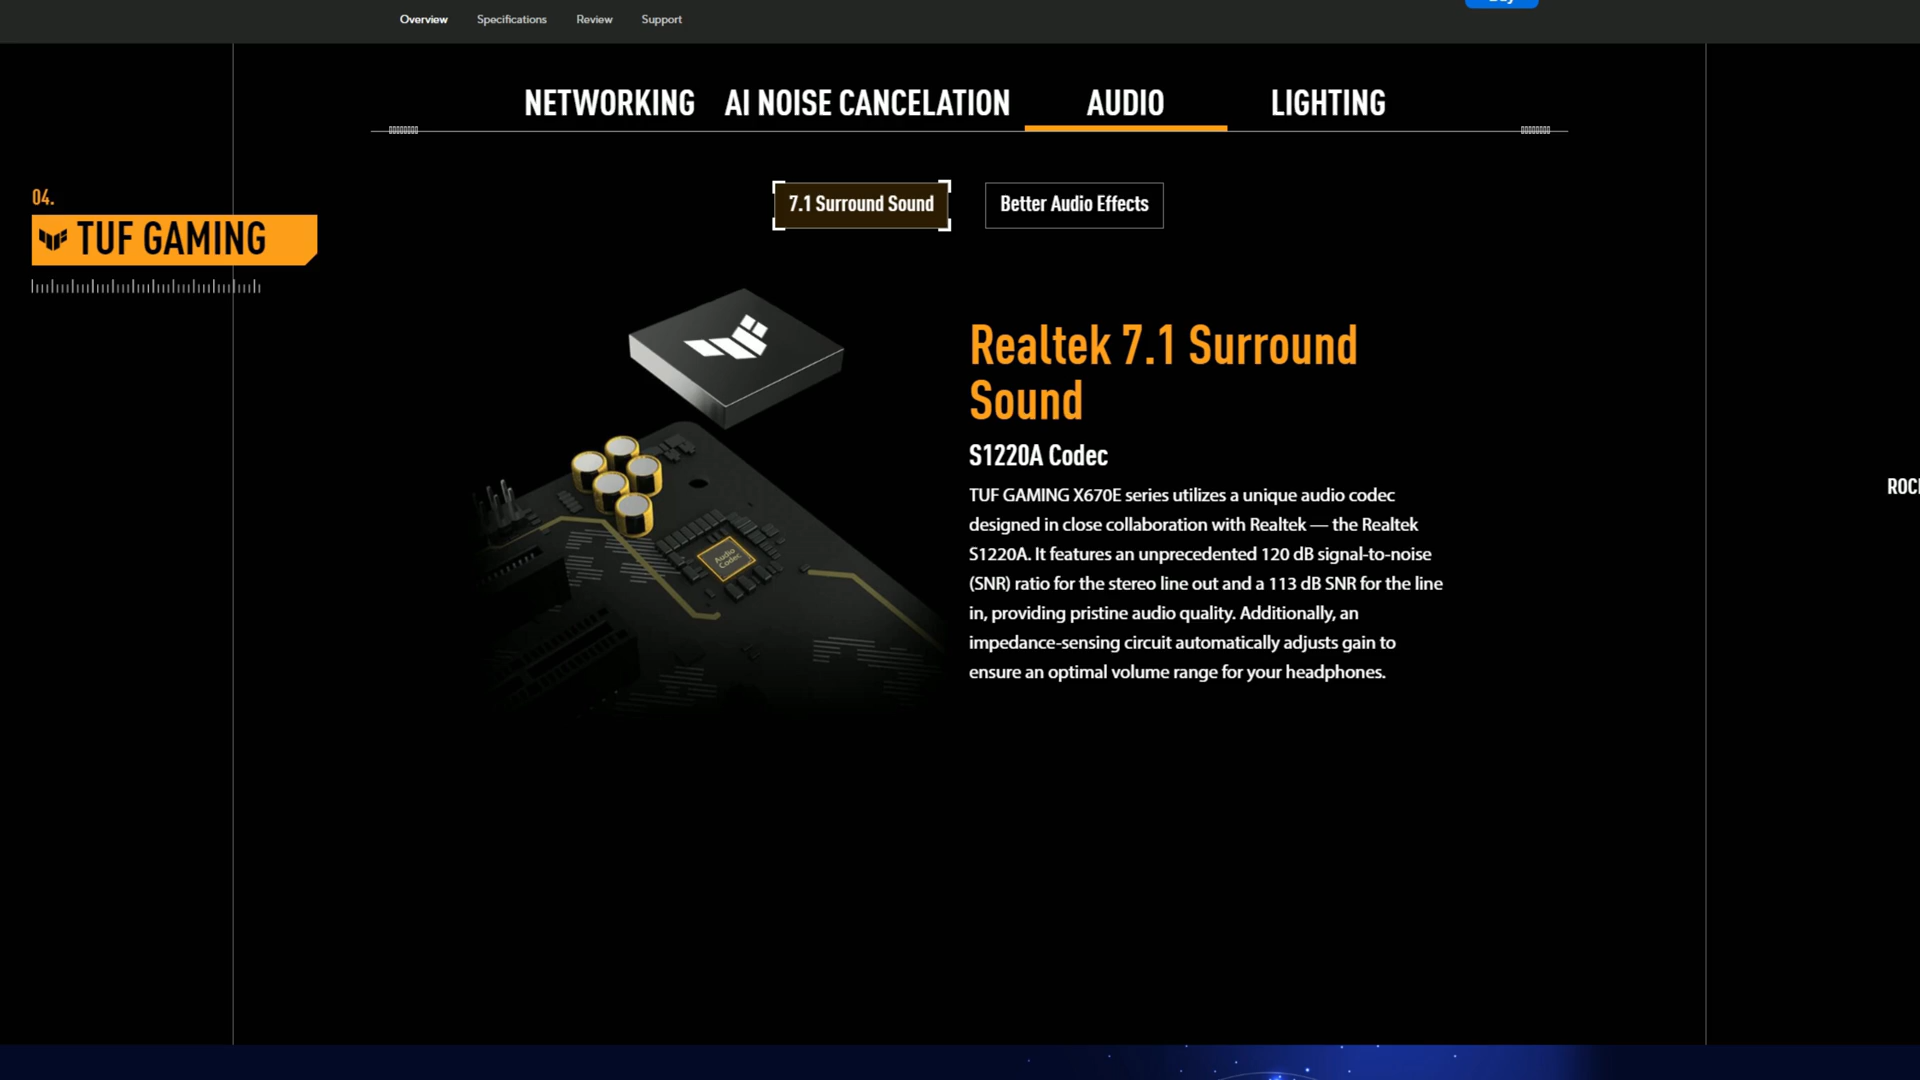 Overview Specifications Review Support
NETWORKING AI NOISE CANCELATION AUDIO LIGHTING
7.1 Surround Sound Better Audio Effects
04.
TUF GAMING
Realtek 7.1 Surround
Sound
S1220A Codec
TUF GAMING X670E series utilizes a unique audio codec
designed in close collaboration with Realtek — the Realtek
S1220A. It features an unprecedented 120 dB signal-to-noise
(SNR) ratio for the stereo line out and a 113 dB SNR for the line
in, providing pristine audio quality. Additionally, an
impedance-sensing circuit automatically adjusts gain to
ensure an optimal volume range for your headphones.
Audio
Codec